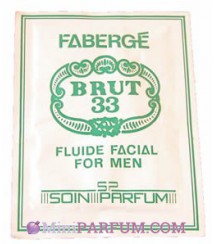 FABERGÉ
BRUT
33
FLUIDE FACIAL
FOR MEN
SP
SOIN PARFUM
MiniPARFUM.COM